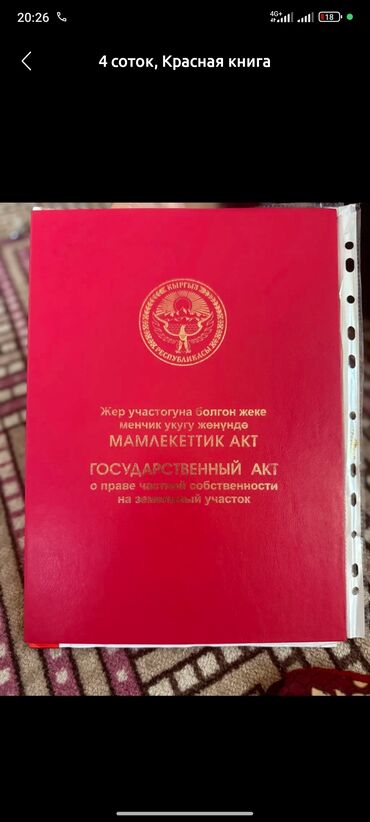 20:26
4G+
18
4 соток, Красная книга
КЫРГЫЗ
РЕСПУБЛИКАСЫ
Жер участогуна болгон жеке
менчик укугу жөнүндө
МАМЛЕКЕТТИК АКТ
ГОСУДАРСТВЕННЫЙ АКТ
о праве частной собственности
на земельный участок